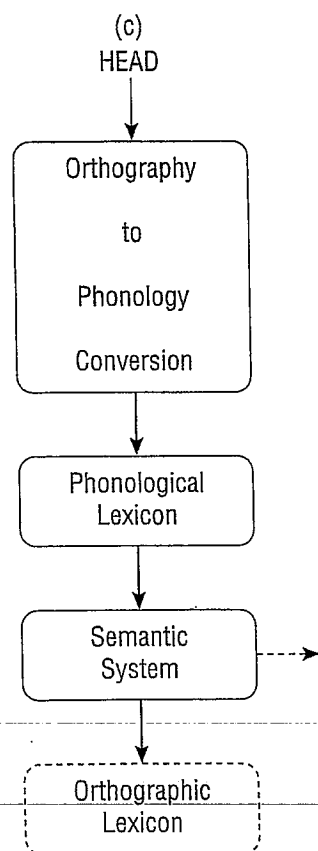 (c)
HEAD
Orthography
to
Phonology
Conversion
Phonological
Lexicon
Semantic
System
Orthographic
Lexicon